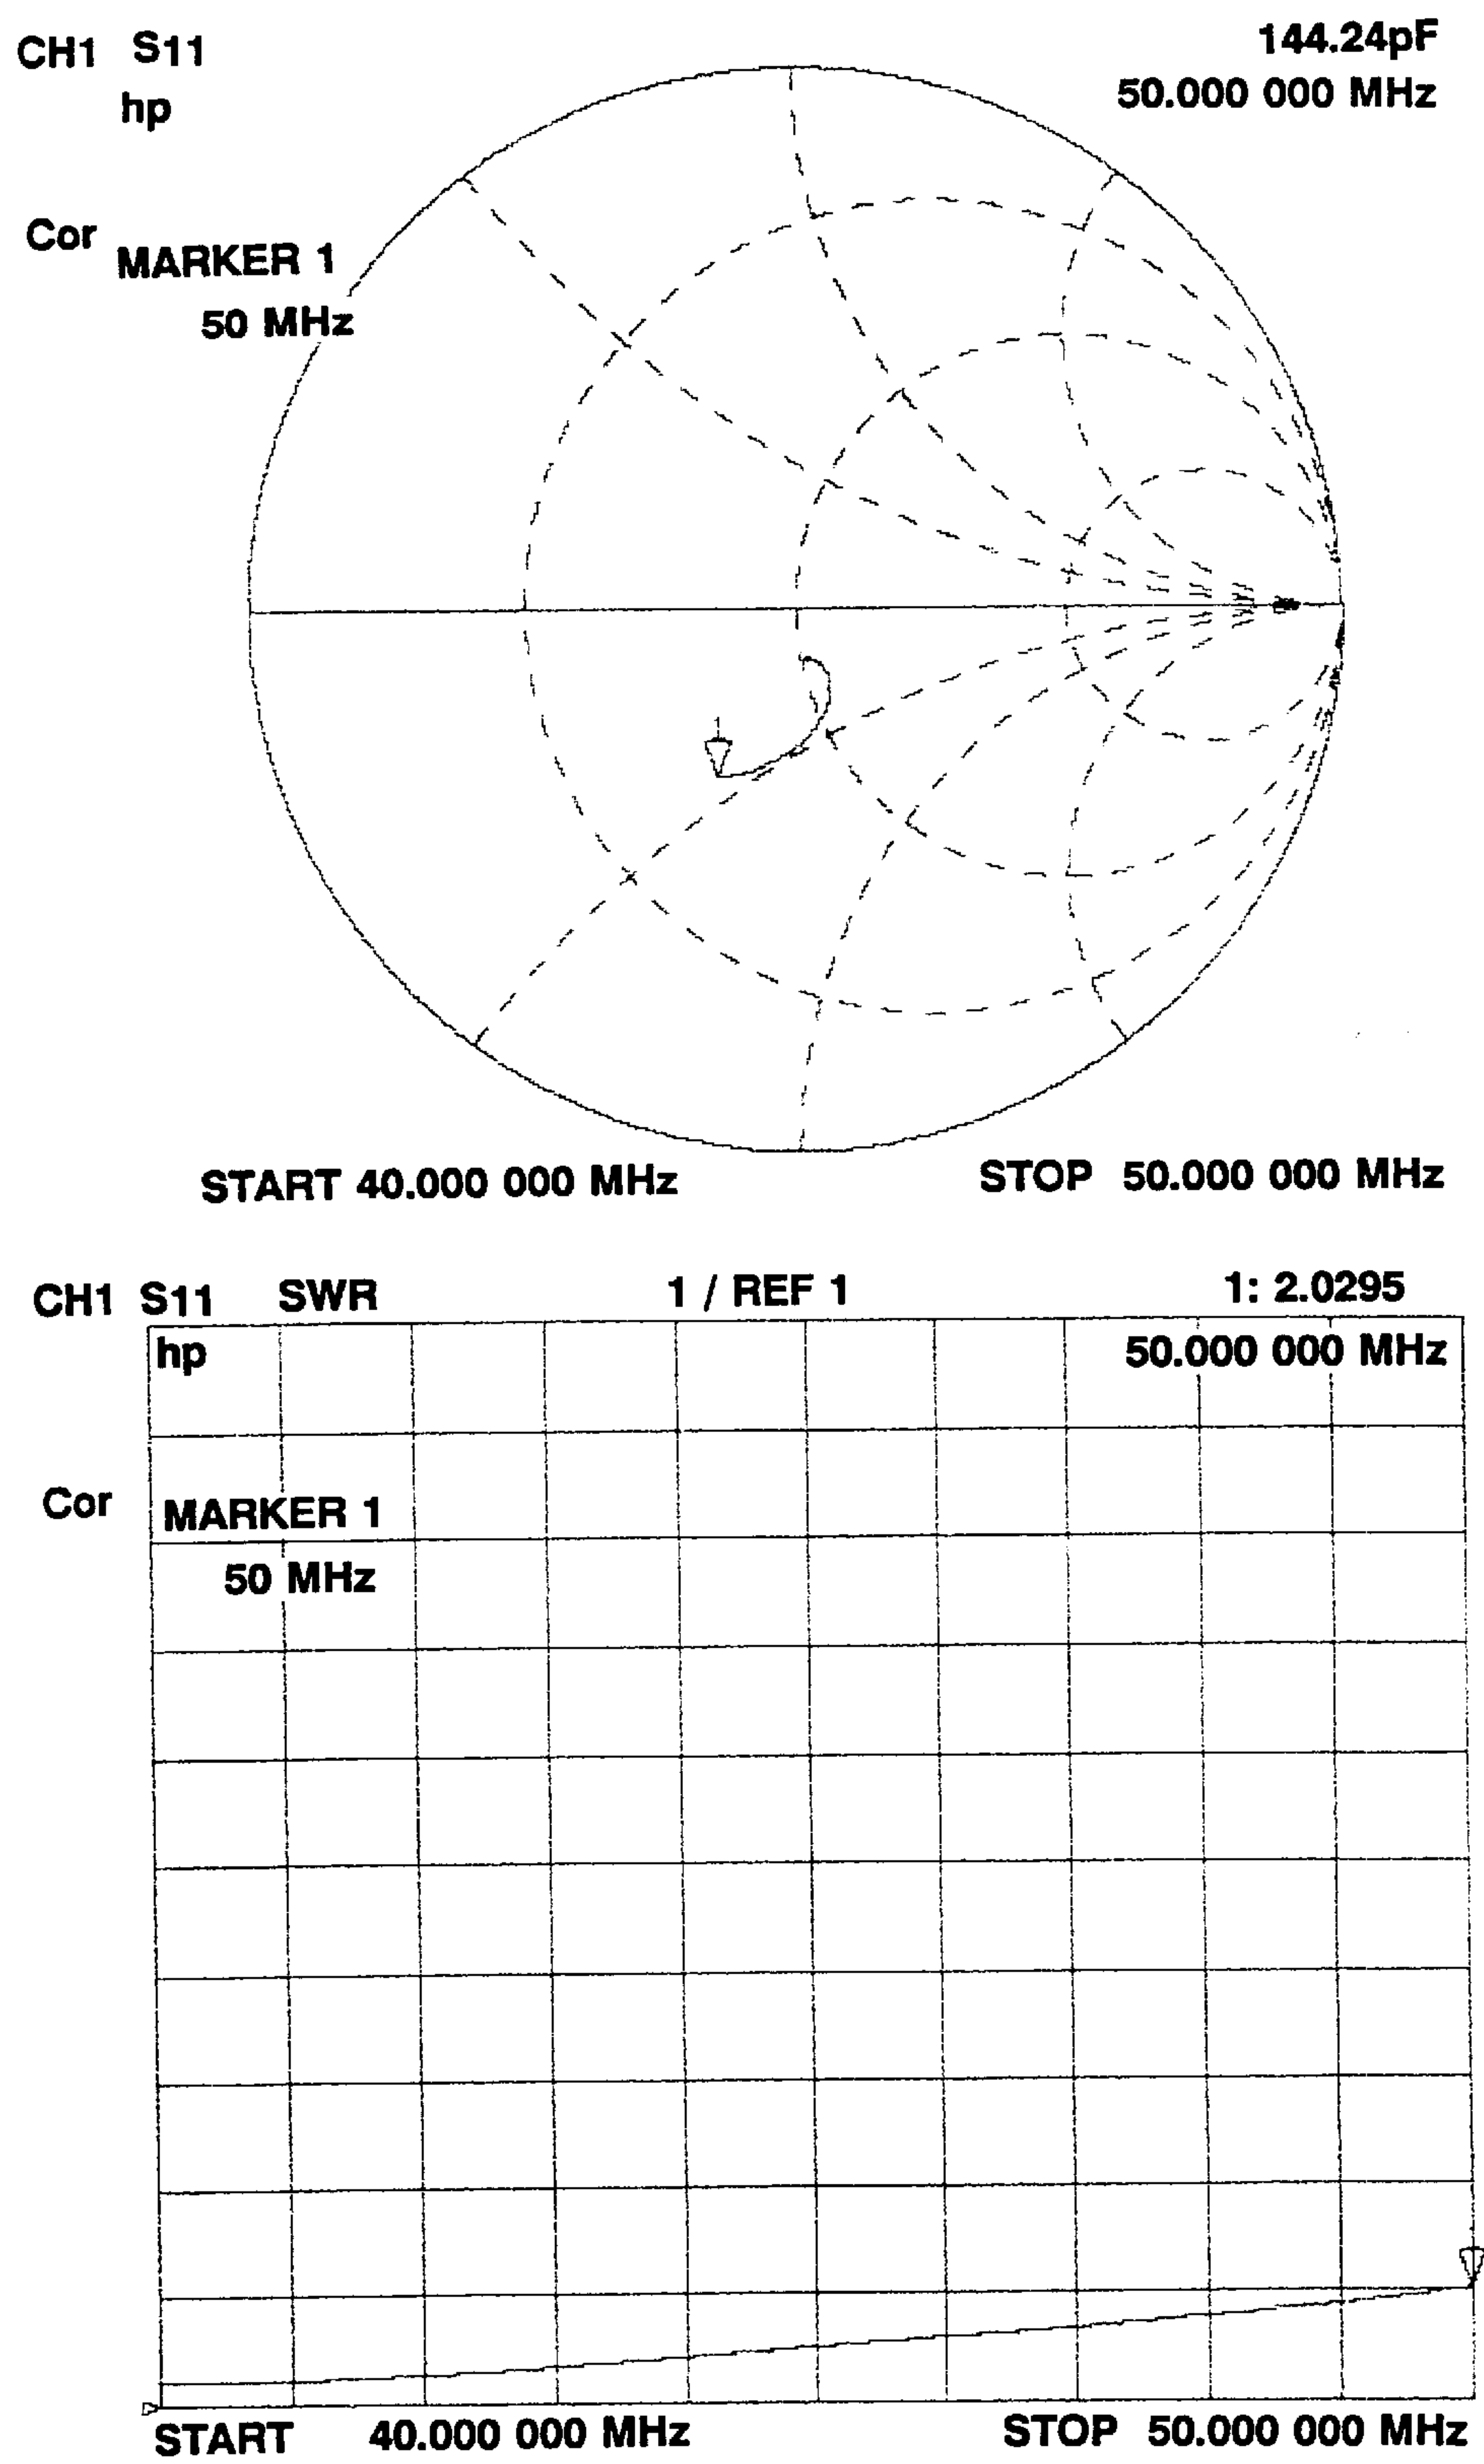 CH1 S11 144.24pF
hp 50.000 000 MHz
Cor
MARKER 1
50 MHz
START 40.000 000 MHz STOP 50.000 000 MHz
CH1 S11 SWR 1 / REF 1 1: 2.0295
hp 50.000 000 MHz
Cor MARKER 1
50 MHz
START 40.000 000 MHz STOP 50.000 000 MHz